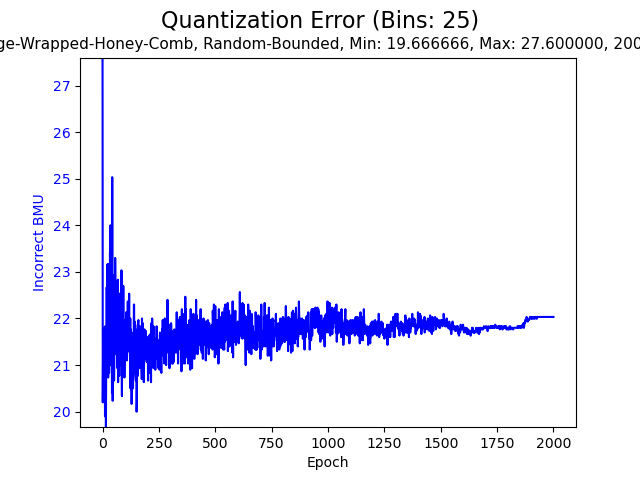 Quantization Error (Bins: 25)
ge-Wrapped-Honey-Comb, Random-Bounded, Min: 19.666666, Max: 27.600000, 200
27
26
25
24
23
22
21
20
Incorrect BMU
0 250 500 750 1000 1250 1500 1750 2000
Epoch